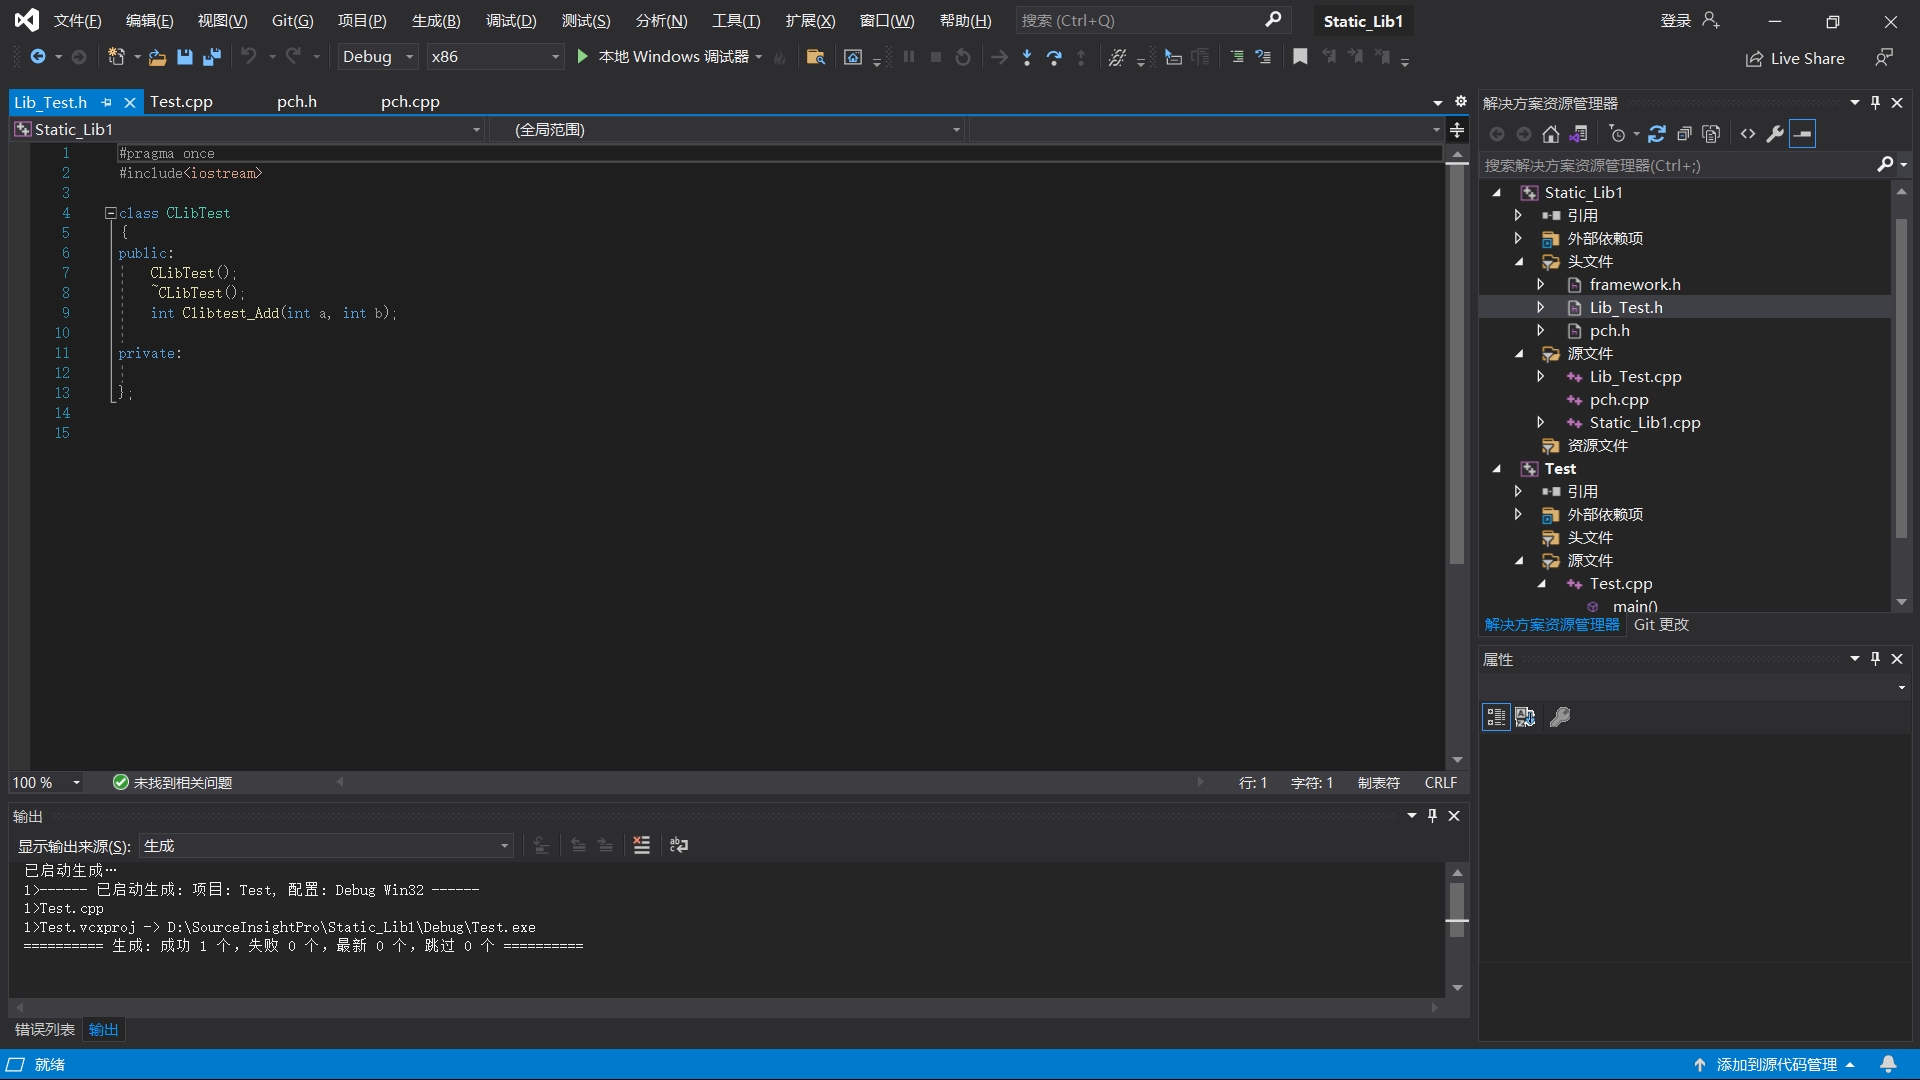 文件(F) 编辑(E) 视图(V) Git(G) 项目(P) 生成(B) 调试(D) 测试(S) 分析(N) 工具(T) 扩展(X) 窗口(W) 帮助(H) 搜索 (Ctrl+Q) Static_Lib1 登录
Debug x86 本地 Windows 调试器 Live Share
Lib_Test.h Test.cpp pch.h pch.cpp
Static_Lib1 (全局范围)
1 #pragma once
2 #include<iostream>
3
4 class CLibTest
5 {
6 public:
7 CLibTest();
8 ~CLibTest();
9 int Clibtest_Add(int a, int b);
10
11 private:
12
13 };
14
15
100 % 未找到相关问题 行: 1 字符: 1 制表符 CRLF
输出
显示输出来源(S): 生成
已启动生成…
1>------ 已启动生成: 项目: Test, 配置: Debug Win32 ------
1>Test.cpp
1>Test.vcxproj -> D:\SourceInsightPro\Static_Lib1\Debug\Test.exe
========== 生成: 成功 1 个，失败 0 个，最新 0 个，跳过 0 个 ==========
错误列表 输出
解决方案资源管理器
搜索解决方案资源管理器(Ctrl+;)
Static_Lib1
引用
外部依赖项
头文件
framework.h
Lib_Test.h
pch.h
源文件
Lib_Test.cpp
pch.cpp
Static_Lib1.cpp
资源文件
Test
引用
外部依赖项
头文件
源文件
Test.cpp
main()
解决方案资源管理器 Git 更改
属性
就绪 添加到源代码管理